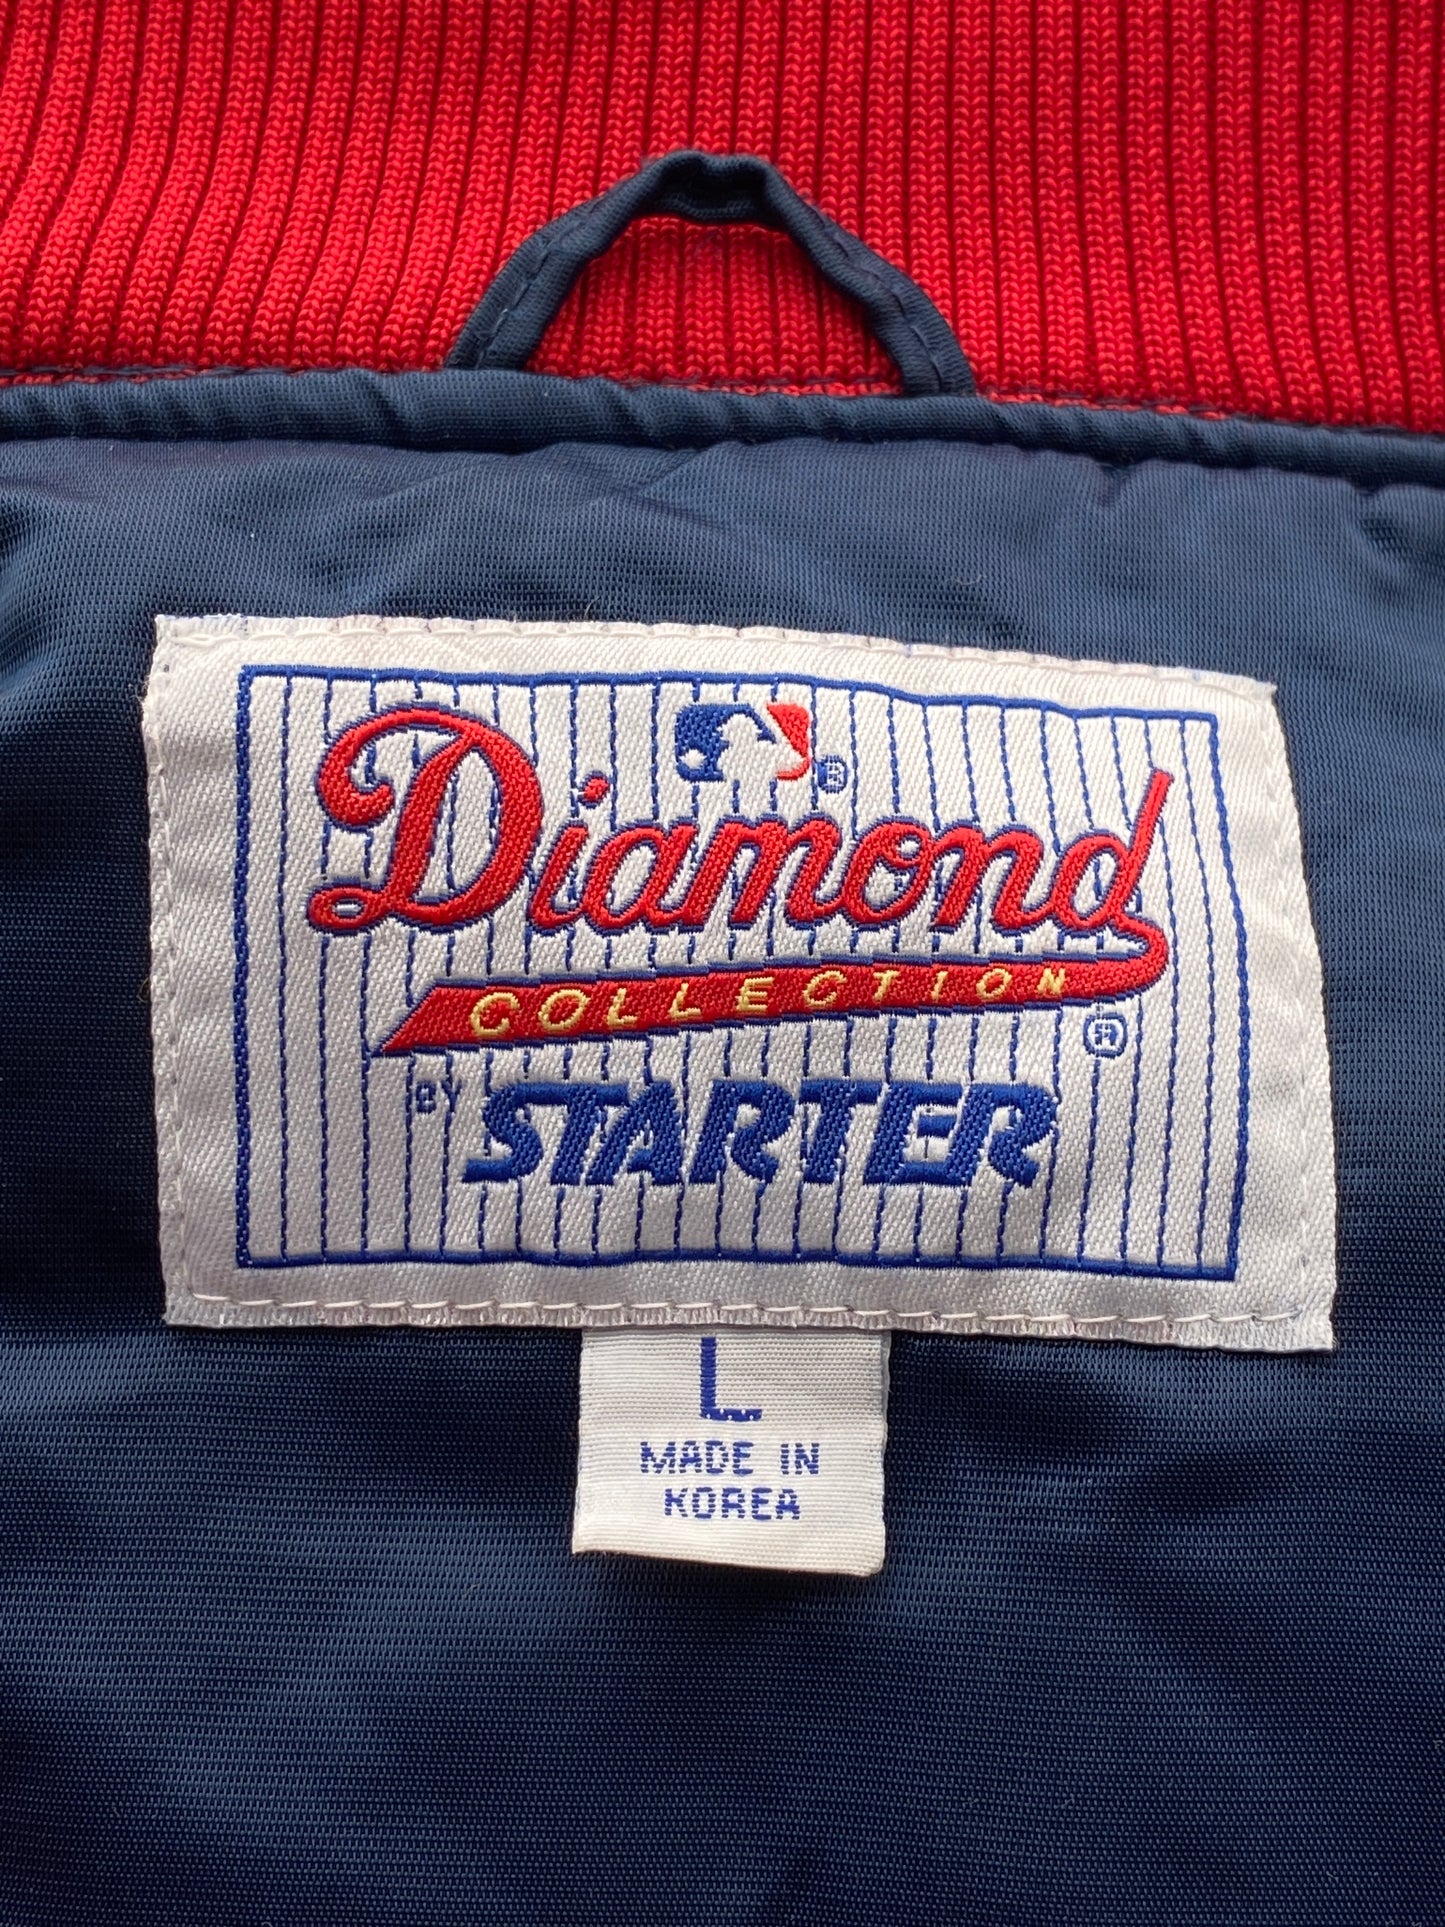 ®
Diamond
COLLECTION
®
BY STARTER
L
MADE IN
KOREA